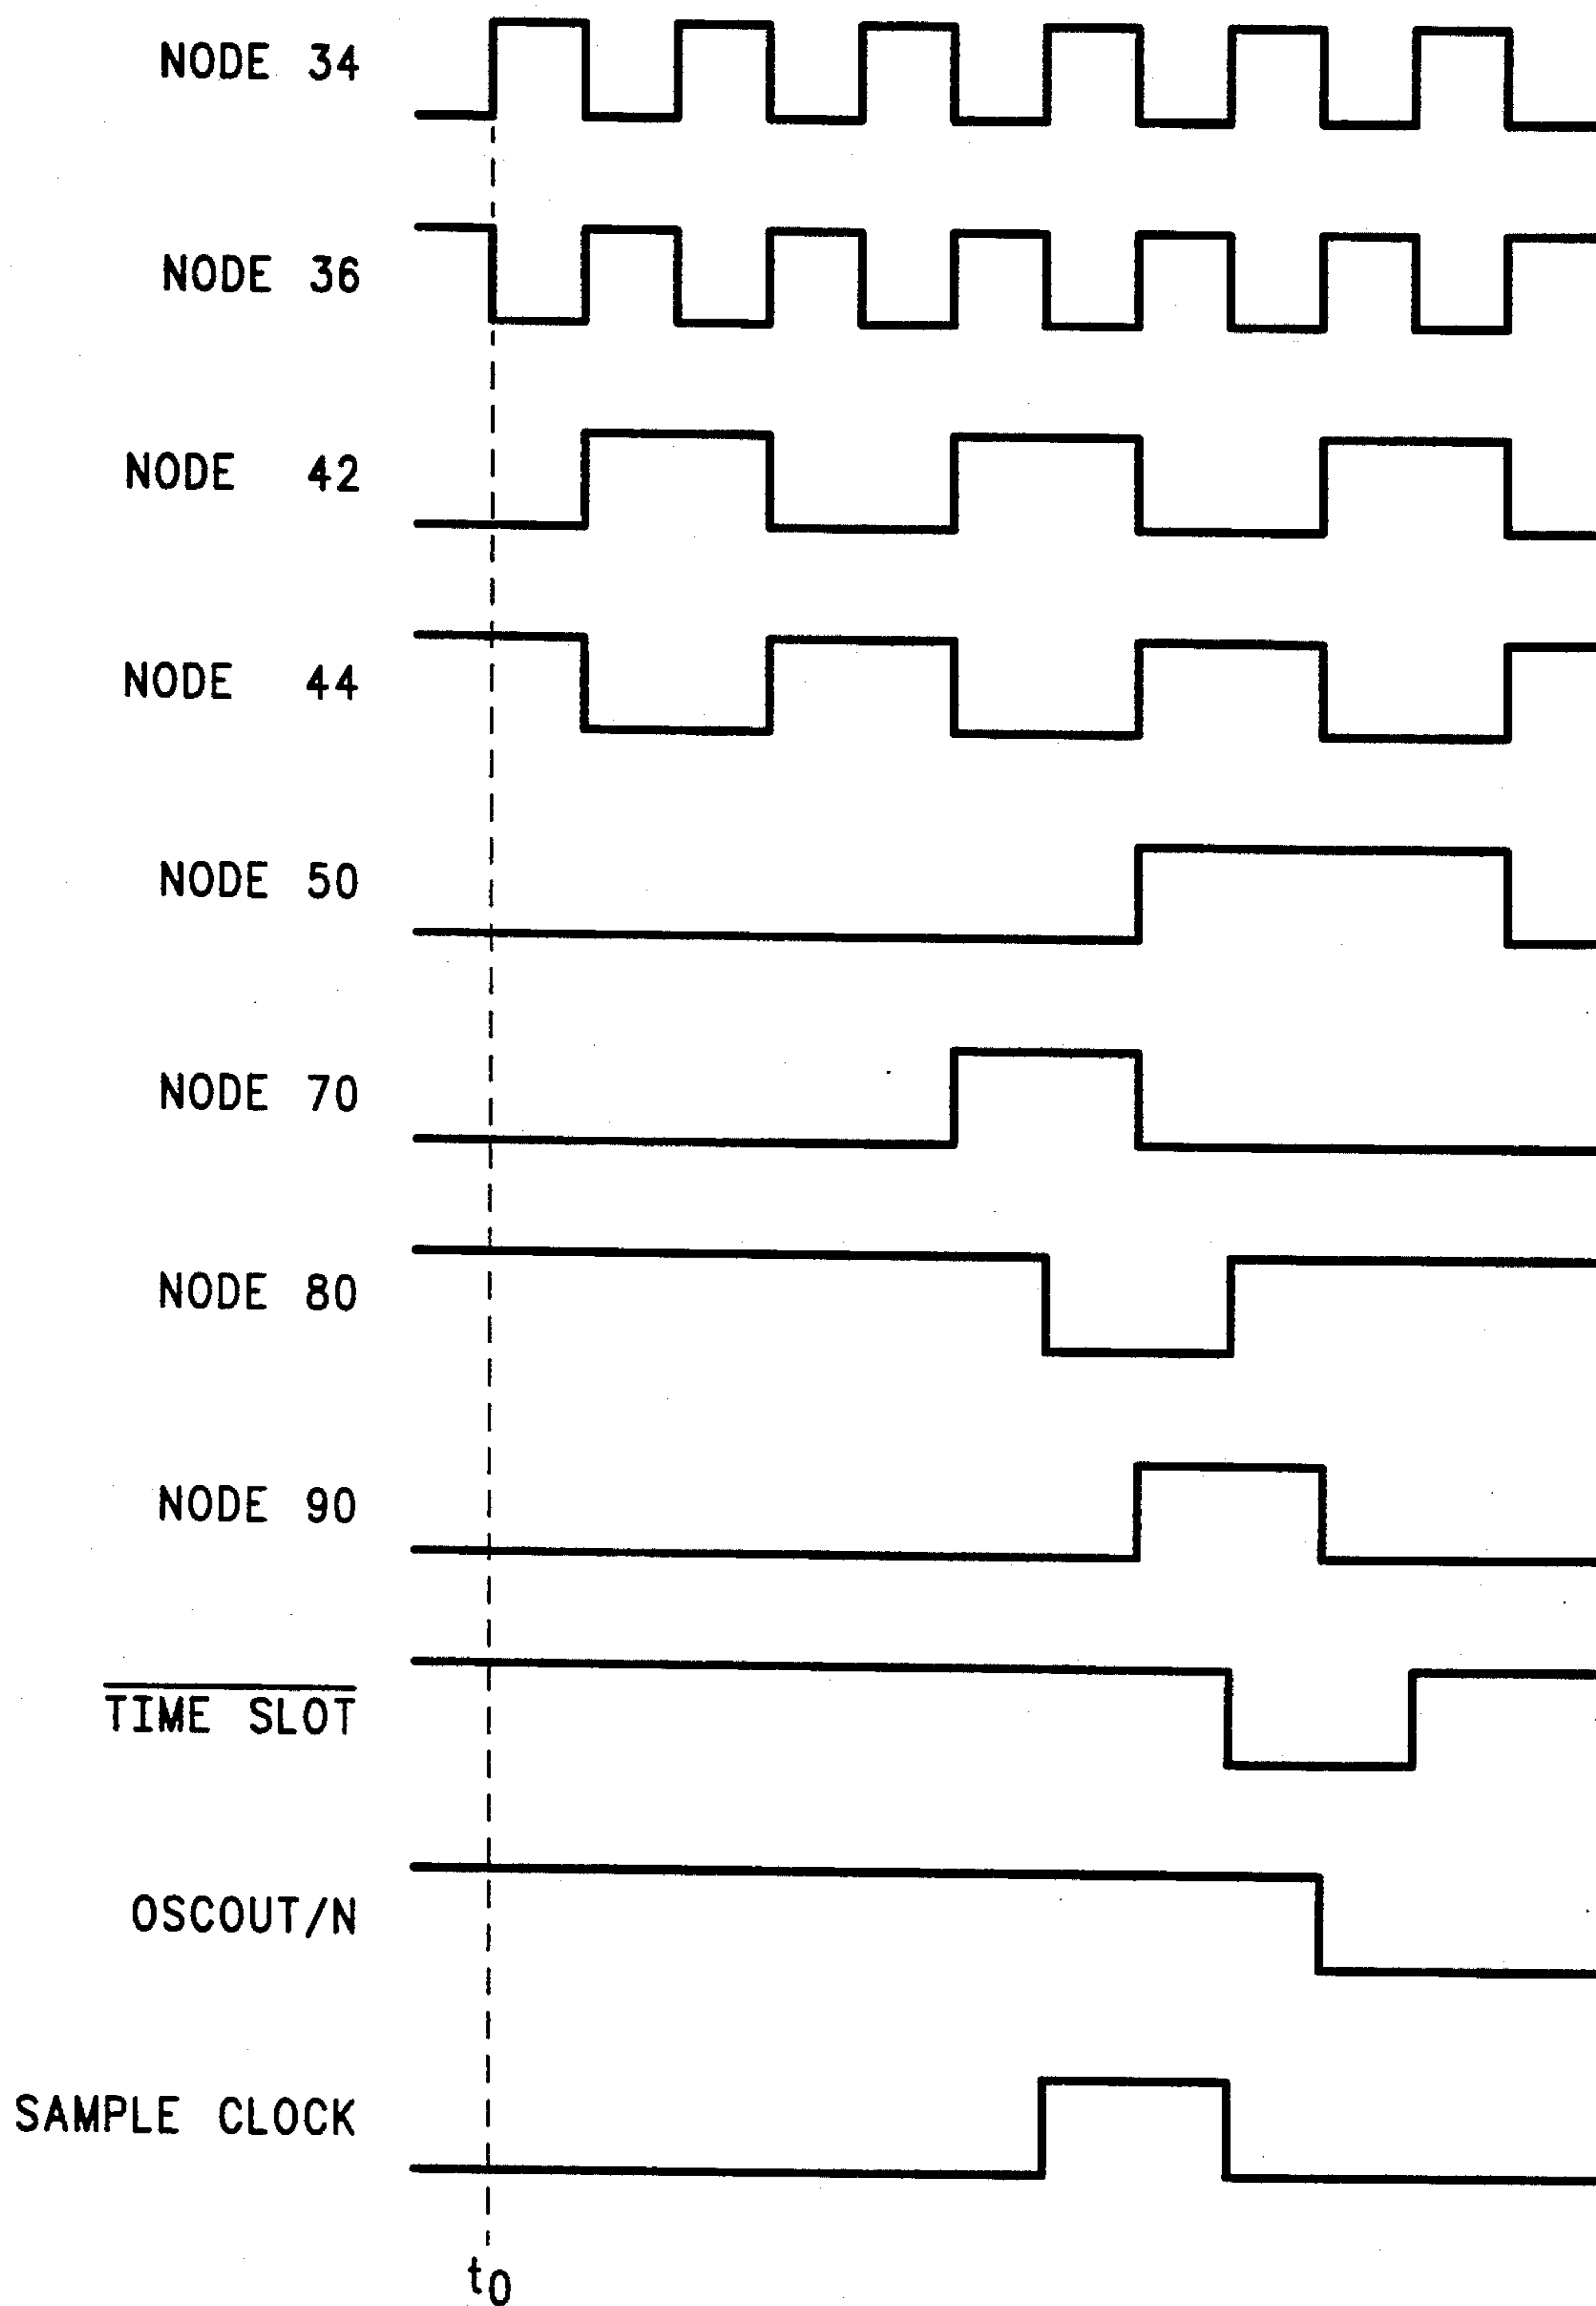 NODE 34
NODE 36
NODE 42
NODE 44
NODE 50
NODE 70
NODE 80
NODE 90
TIME SLOT
OSCOUT/N
SAMPLE CLOCK
t0